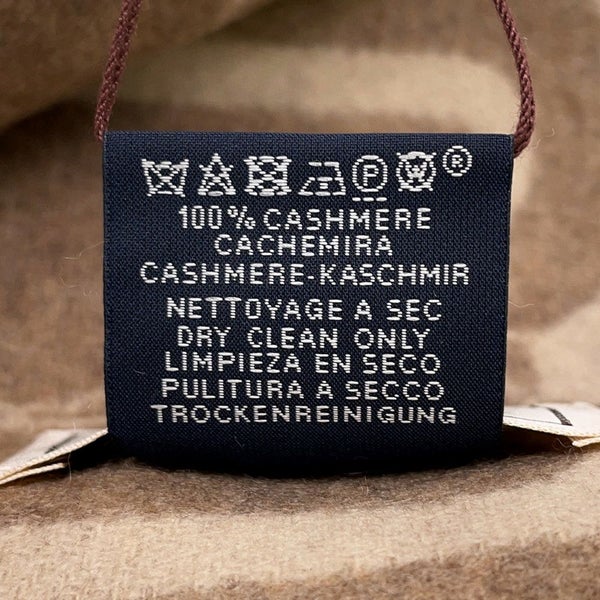 P W ®
100% CASHMERE
CACHEMIRA
CASHMERE-KASCHMIR
NETTOYAGE A SEC
DRY CLEAN ONLY
LIMPIEZA EN SECO
PULITURA A SECCO
TROCKENREINIGUNG